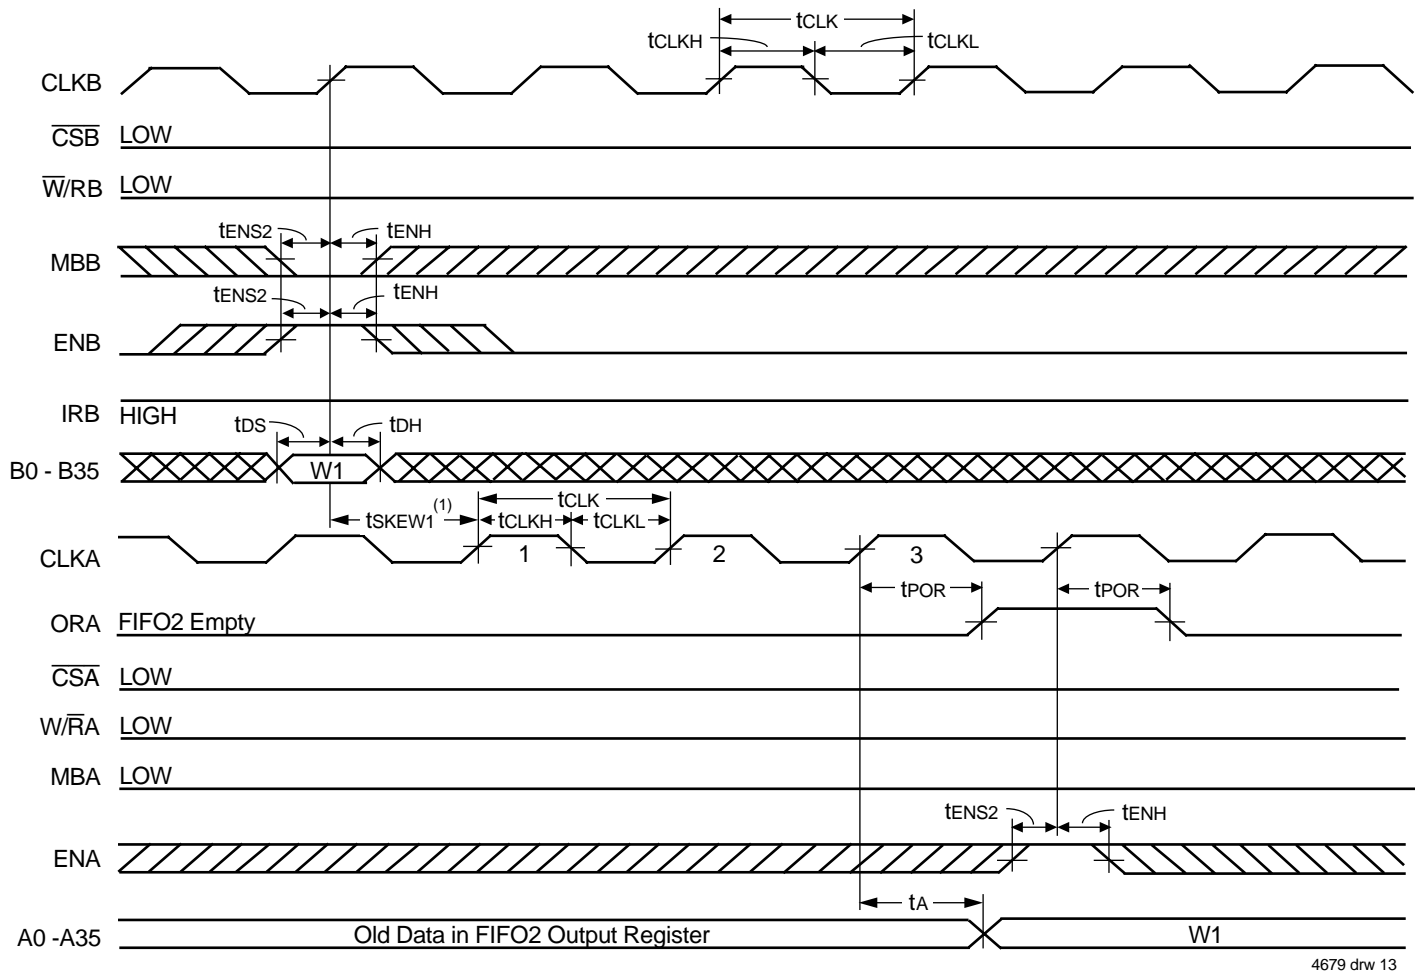 tCLK
tCLKH
tCLKL
CLKB
CSB LOW
W/RB LOW
tENS2 tENH
MBB
tENS2 tENH
ENB
IRB HIGH
tDS tDH
B0 - B35 W1
tSKEW1(1) tCLK
tCLKH tCLKL
CLKA 1 2 3
tPOR tPOR
ORA FIFO2 Empty
CSA LOW
W/RA LOW
MBA LOW
tENS2 tENH
ENA
tA
A0 -A35 Old Data in FIFO2 Output Register W1
4679 drw 13